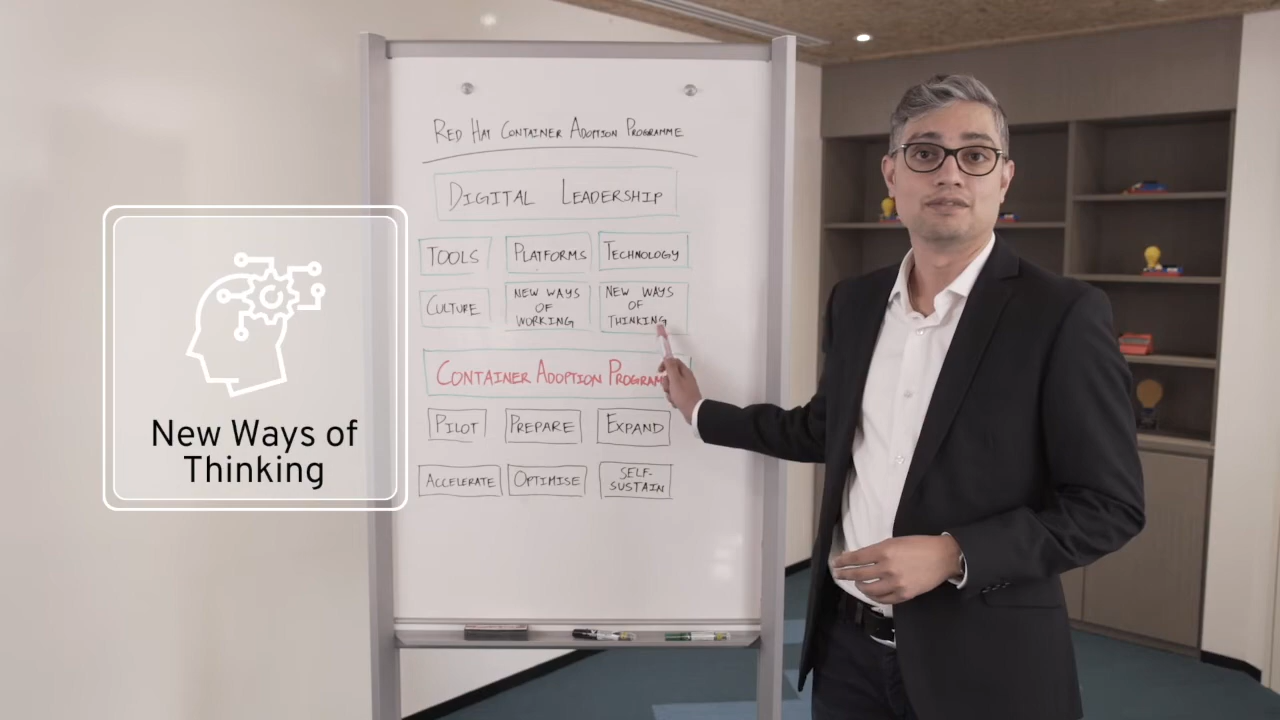 RED HAT CONTAINER ADOPTION PROGRAMME
DIGITAL LEADERSHIP
TOOLS
PLATFORMS
TECHNOLOGY
CULTURE
NEW WAYS
OF
WORKING
NEW WAYS
OF
THINKING
CONTAINER ADOPTION
PILOT
PREPARE
EXPAND
ACCELERATE
OPTIMISE
SELF-
SUSTAIN
New Ways of
Thinking